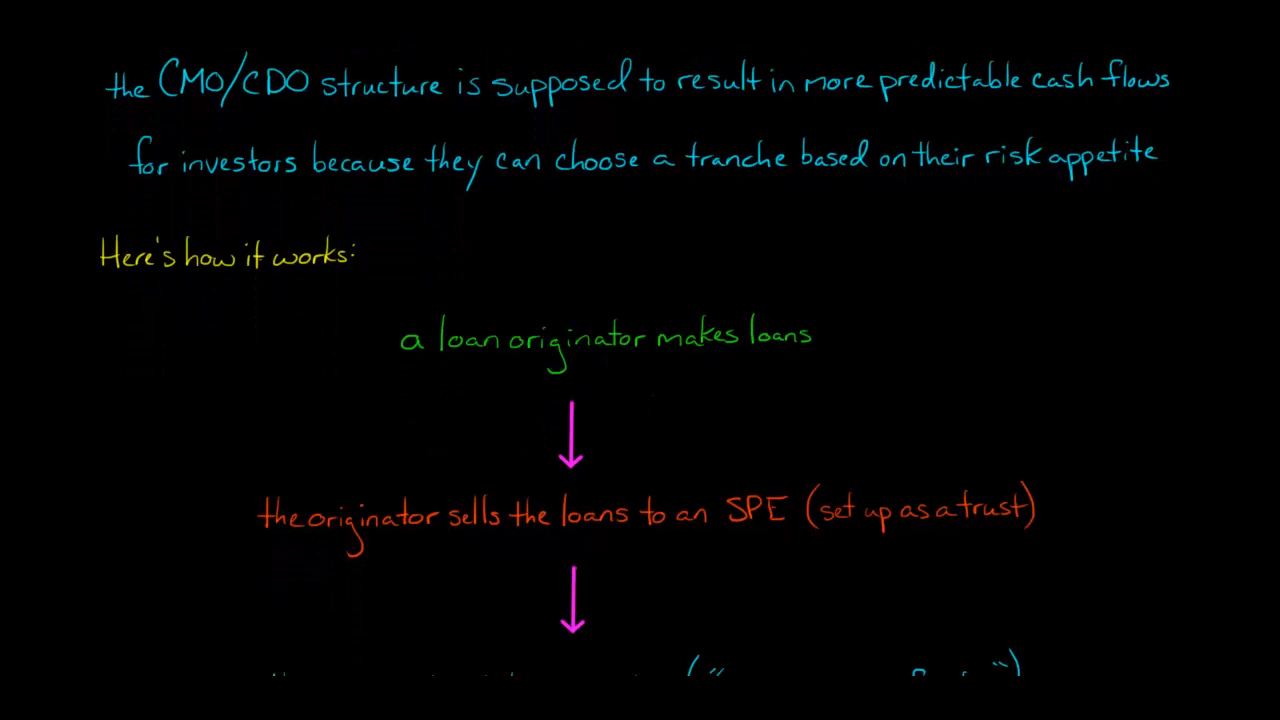 the CMO/CDO structure is supposed to result in more predictable cash flows
for investors because they can choose a tranche based on their risk appetite
Here's how it works:
a loan originator makes loans
the originator sells the loans to an SPE (set up as a trust)